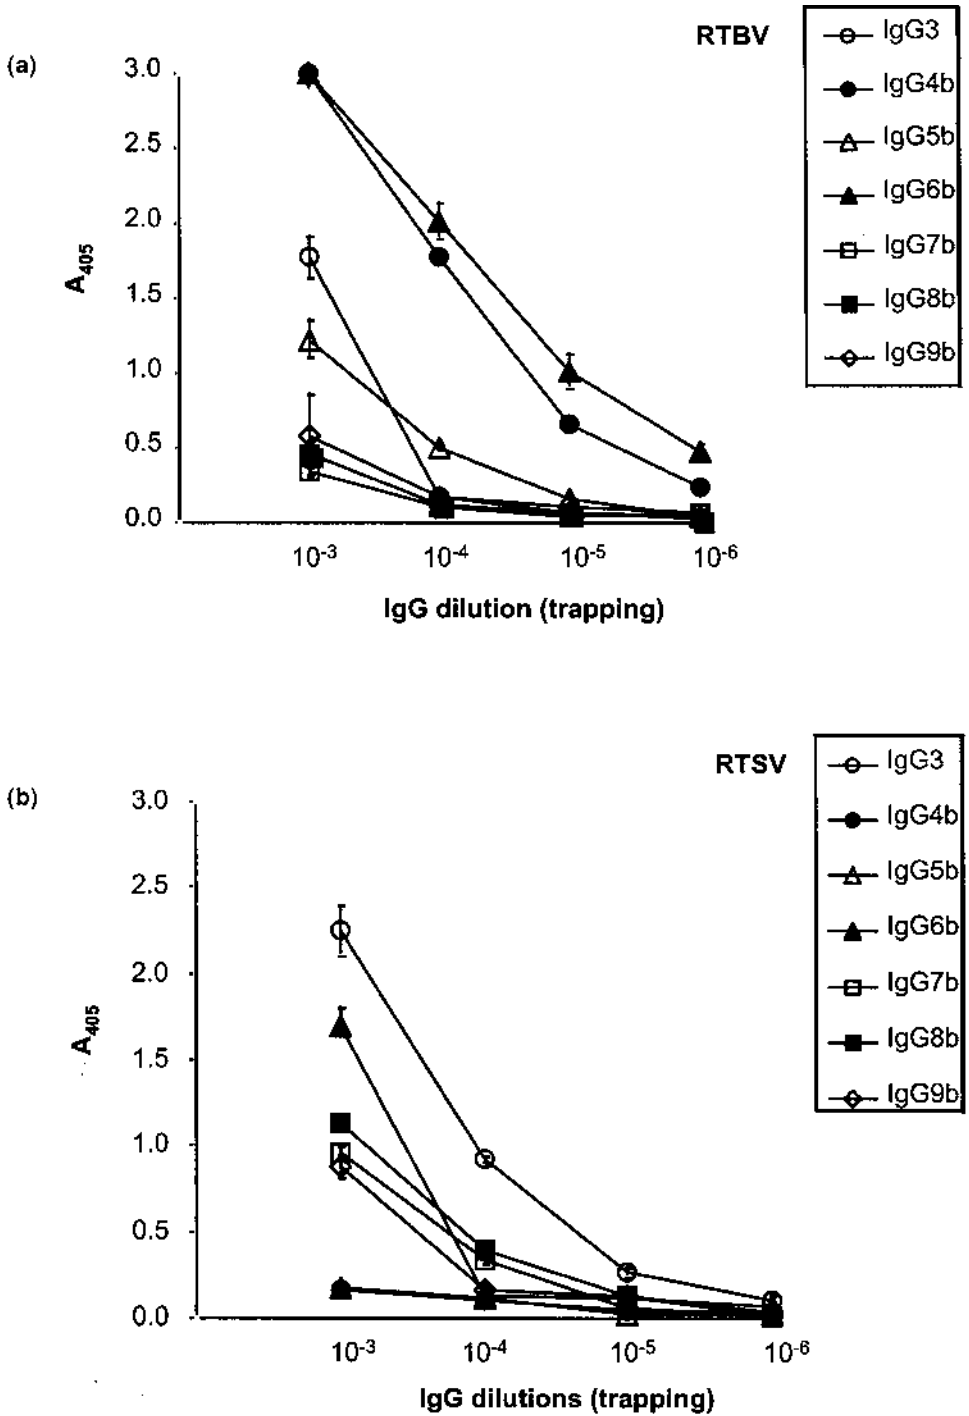 (a)
RTBV
IgG3
IgG4b
IgG5b
IgG6b
IgG7b
IgG8b
IgG9b
A405
3.0
2.5
2.0
1.5
1.0
0.5
0.0
10-3 10-4 10-5 10-6
IgG dilution (trapping)
(b)
RTSV
IgG3
IgG4b
IgG5b
IgG6b
IgG7b
IgG8b
IgG9b
A405
3.0
2.5
2.0
1.5
1.0
0.5
0.0
10-3 10-4 10-5 10-6
IgG dilutions (trapping)